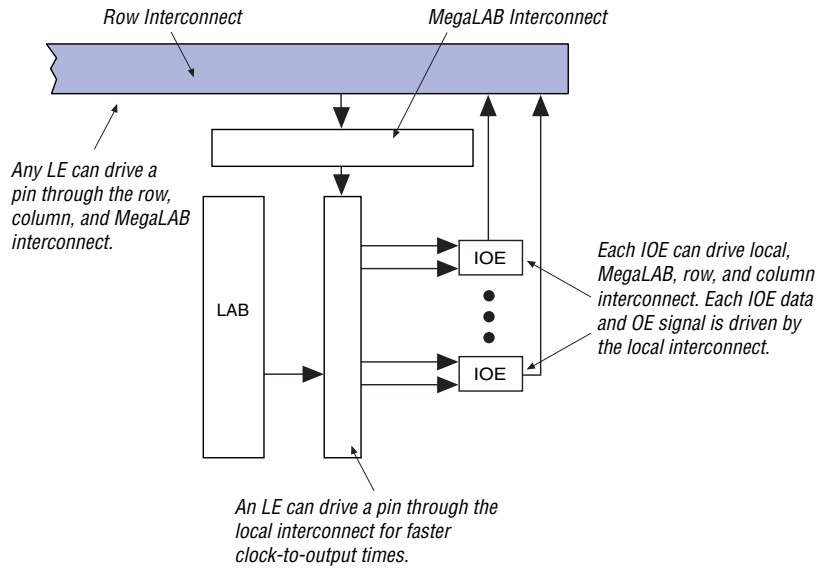 Row Interconnect
MegaLAB Interconnect
Any LE can drive a
pin through the row,
column, and MegaLAB
interconnect.
LAB
IOE
IOE
Each IOE can drive local,
MegaLAB, row, and column
interconnect. Each IOE data
and OE signal is driven by
the local interconnect.
An LE can drive a pin through the
local interconnect for faster
clock-to-output times.